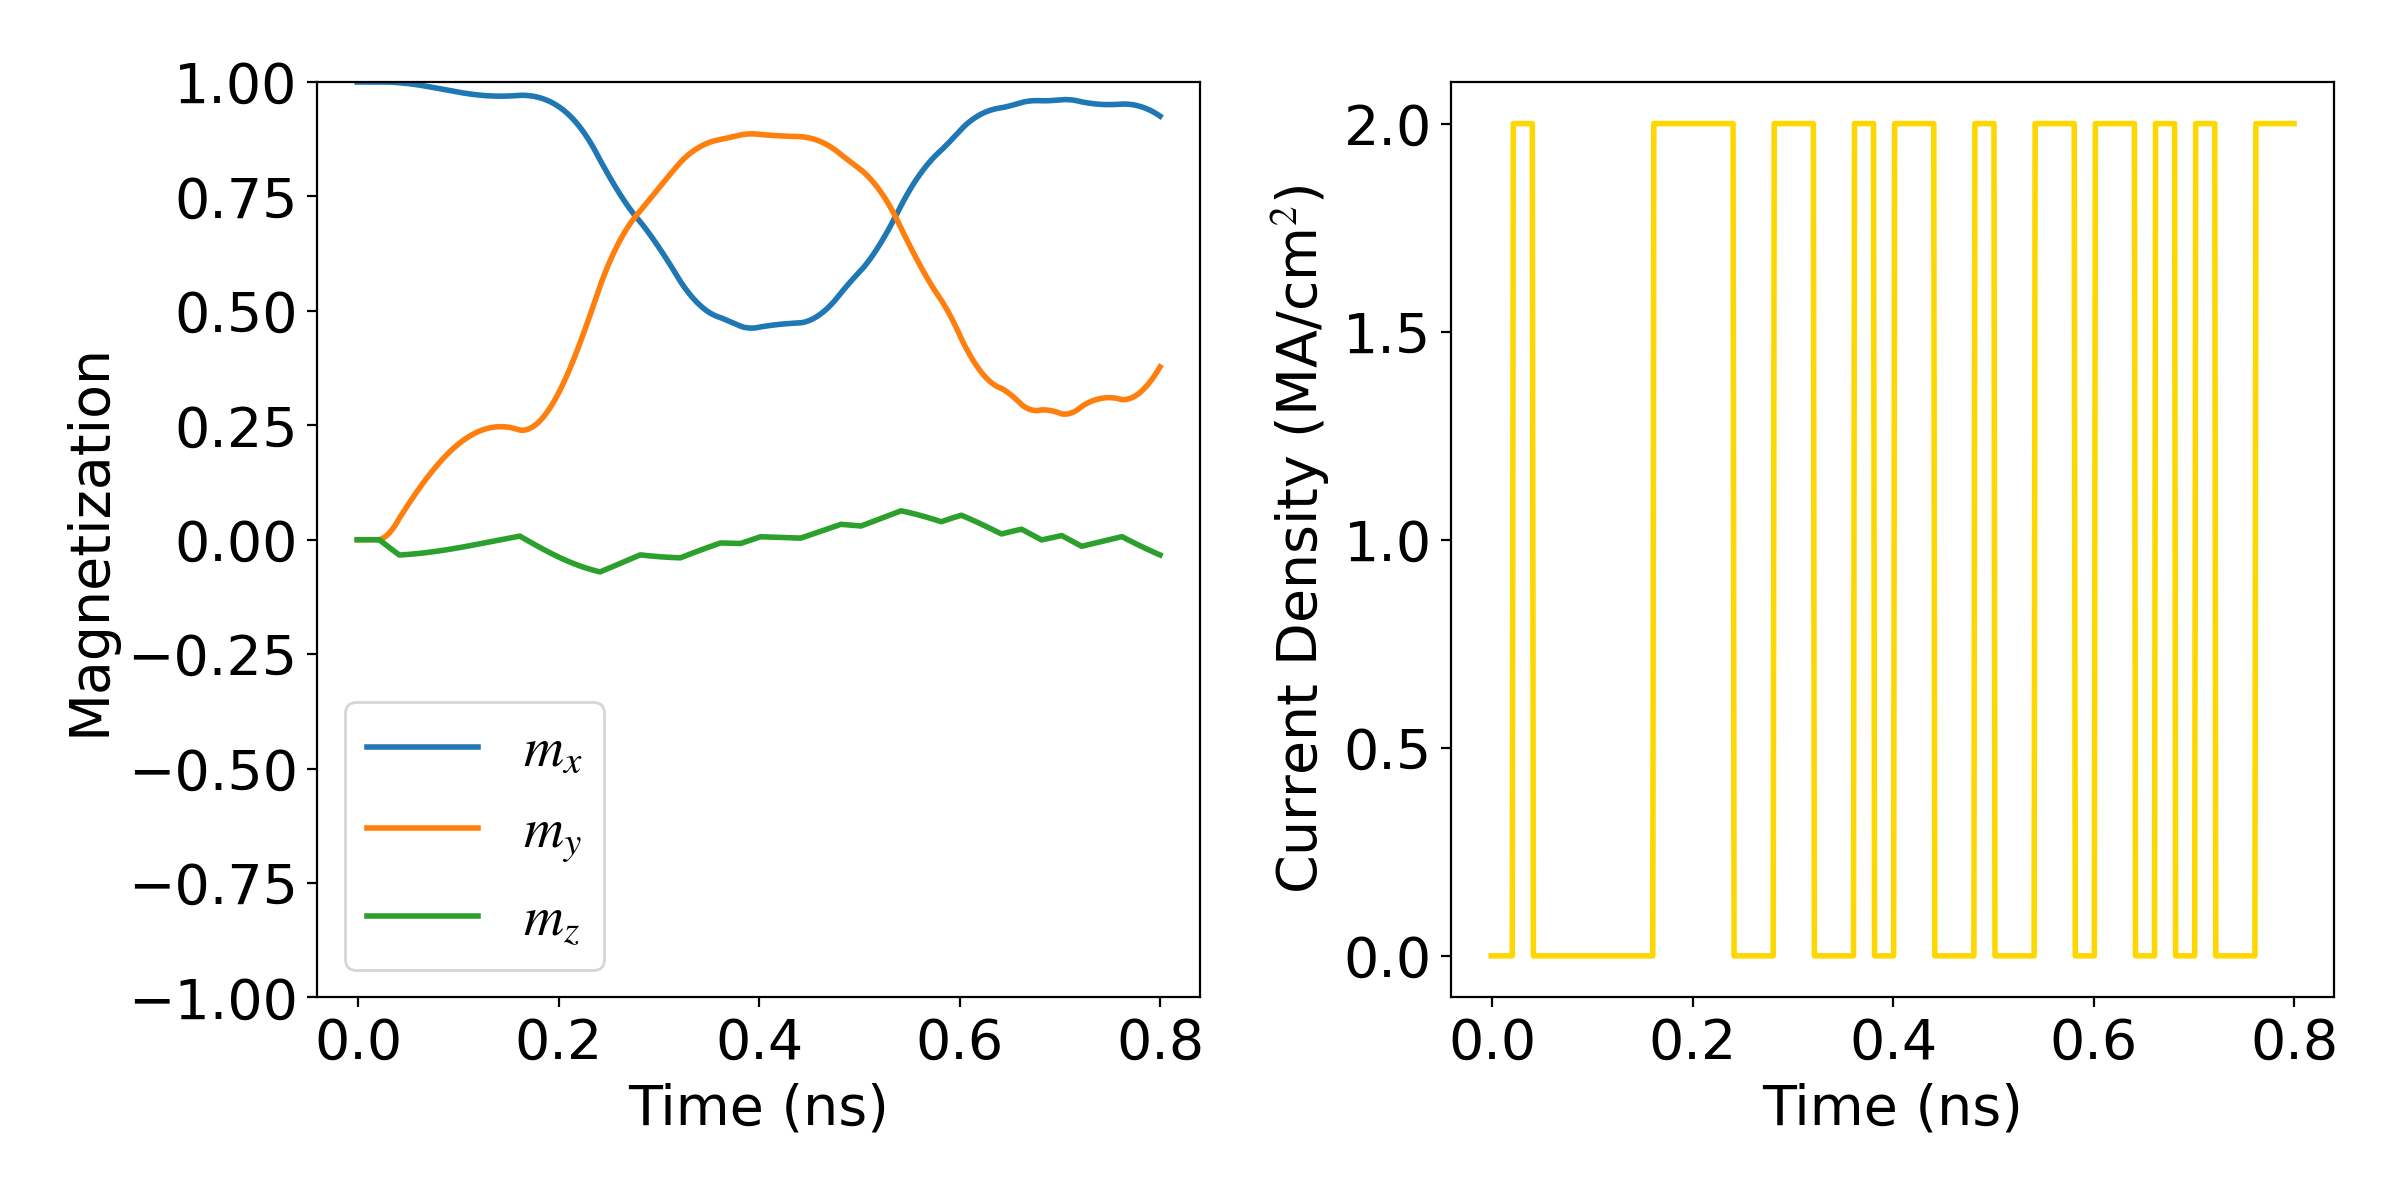 1.00
0.75
0.50
0.25
0.00
−0.25
−0.50
−0.75
−1.00
Magnetization
m_x
m_y
m_z
0.0 0.2 0.4 0.6 0.8
Time (ns)
2.0
1.5
1.0
0.5
0.0
Current Density (MA/cm²)
0.0 0.2 0.4 0.6 0.8
Time (ns)